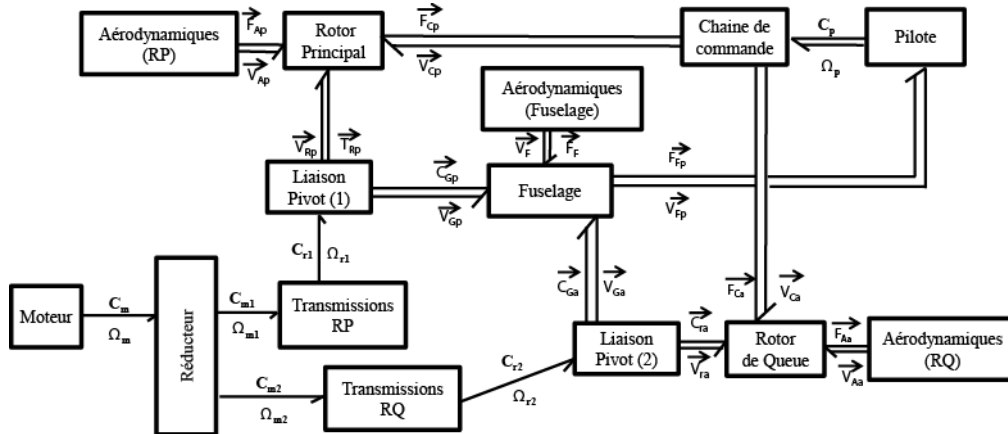 Aérodynamiques
(RP)
F_Ap
V_Ap
Rotor
Principal
F_Cp
V_Cp
Chaine de
commande
C_p
Ω_p
Pilote
Aérodynamiques
(Fuselage)
V_F
F_F
V_Rp
T_Rp
Liaison
Pivot (1)
C_Gp
V_Gp
Fuselage
F_Fp
V_Fp
C_r1
Ω_r1
C_Ga
V_Ga
F_Ca
V_Ca
Moteur
C_m
Ω_m
Réducteur
C_m1
Ω_m1
Transmissions
RP
C_m2
Ω_m2
Transmissions
RQ
C_r2
Ω_r2
Liaison
Pivot (2)
C_ra
V_ra
Rotor
de Queue
F_Aa
V_Aa
Aérodynamiques
(RQ)